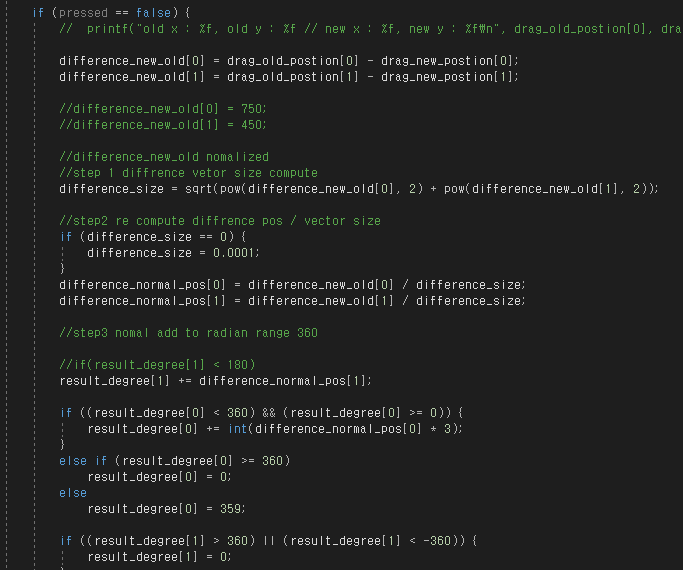 if (pressed == false) {
//  printf("old x : %f, old y : %f // new x : %f, new y : %f₩n", drag_old_postion[0], dra
difference_new_old[0] = drag_old_postion[0] - drag_new_postion[0];
difference_new_old[1] = drag_old_postion[1] - drag_new_postion[1];
//difference_new_old[0] = 750;
//difference_new_old[1] = 450;
//difference_new_old nomalized
//step 1 diffrence vetor size compute
difference_size = sqrt(pow(difference_new_old[0], 2) + pow(difference_new_old[1], 2));
//step2 re compute diffrence pos / vector size
if (difference_size == 0) {
difference_size = 0.0001;
}
difference_normal_pos[0] = difference_new_old[0] / difference_size;
difference_normal_pos[1] = difference_new_old[1] / difference_size;
//step3 nomal add to radian range 360
//if(result_degree[1] < 180)
result_degree[1] += difference_normal_pos[1];
if ((result_degree[0] < 360) && (result_degree[0] >= 0)) {
result_degree[0] += int(difference_normal_pos[0] * 3);
}
else if (result_degree[0] >= 360)
result_degree[0] = 0;
else
result_degree[0] = 359;
if ((result_degree[1] > 360) || (result_degree[1] < -360)) {
result_degree[1] = 0;